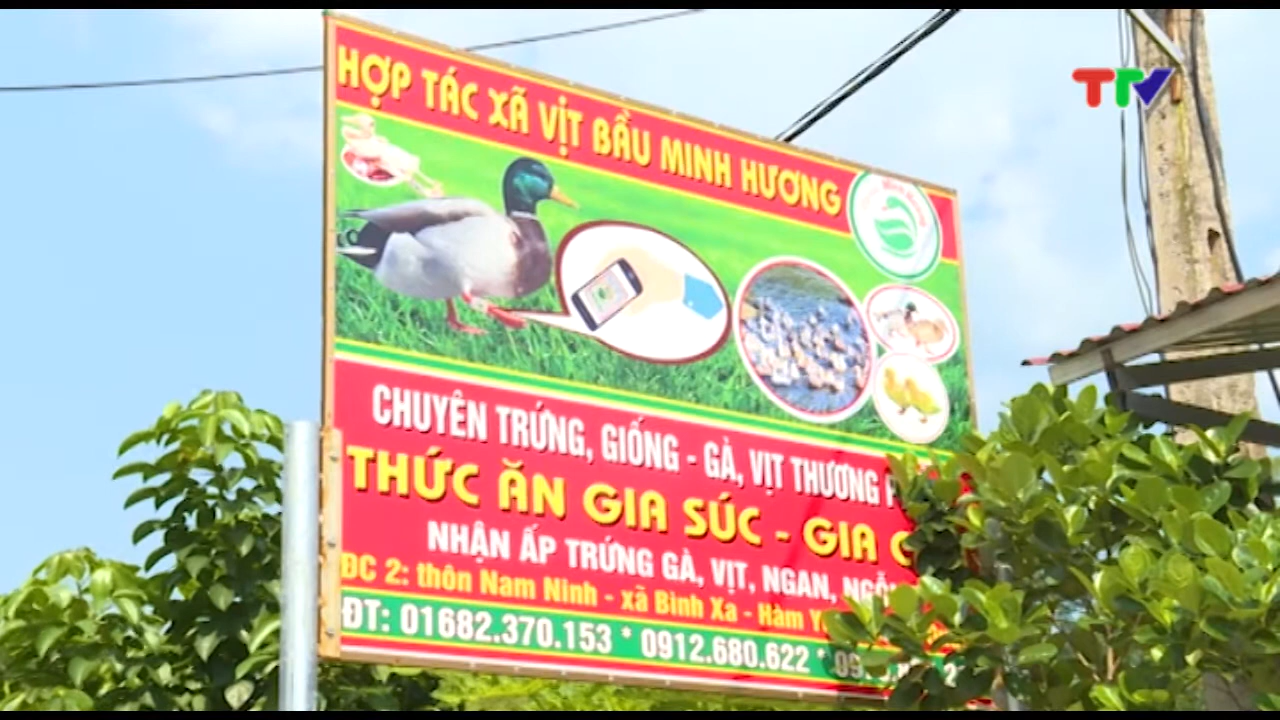 TTV
HỢP TÁC XÃ VỊT BẦU MINH HƯƠNG
Minh Hương
CHUYÊN TRỨNG, GIỐNG - GÀ, VỊT THƯƠNG
THỨC ĂN GIA SÚC - GIA
NHẬN ẤP TRỨNG GÀ, VỊT, NGAN,
ĐC 2: thôn Nam Ninh - xã Bình Xa - Hàm
ĐT: 01682.370.153 * 0912.680.622 *